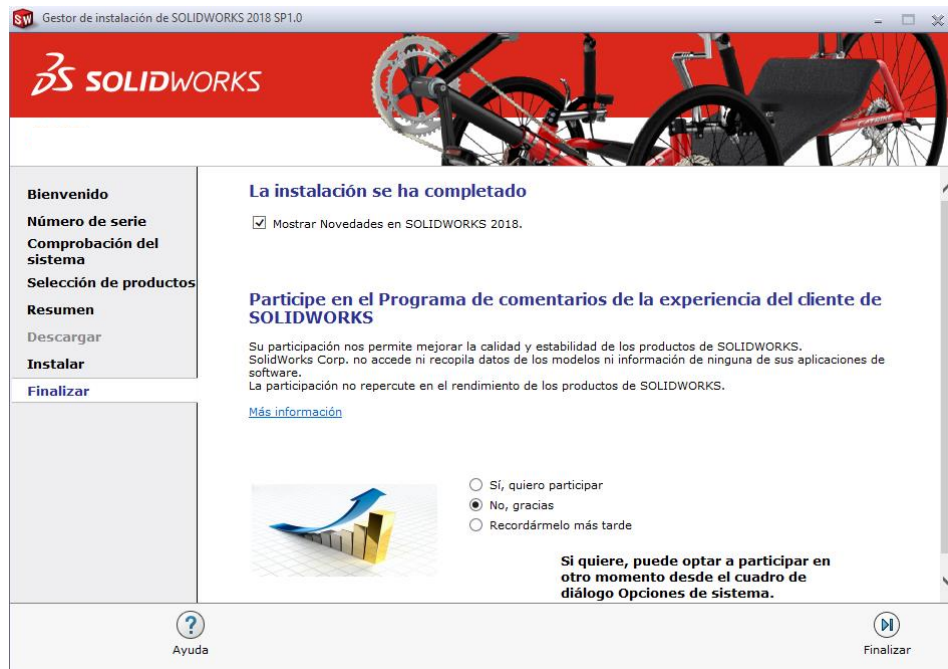 Gestor de instalación de SOLIDWORKS 2018 SP1.0
SOLIDWORKS
Bienvenido
Número de serie
Comprobación del
sistema
Selección de productos
Resumen
Descargar
Instalar
Finalizar
La instalación se ha completado
Mostrar Novedades en SOLIDWORKS 2018.
Participe en el Programa de comentarios de la experiencia del cliente de
SOLIDWORKS
Su participación nos permite mejorar la calidad y estabilidad de los productos de SOLIDWORKS.
SolidWorks Corp. no accede ni recopila datos de los modelos ni información de ninguna de sus aplicaciones de
software.
La participación no repercute en el rendimiento de los productos de SOLIDWORKS.
Más información
Sí, quiero participar
No, gracias
Recordármelo más tarde
Si quiere, puede optar a participar en
otro momento desde el cuadro de
diálogo Opciones de sistema.
Ayuda
Finalizar